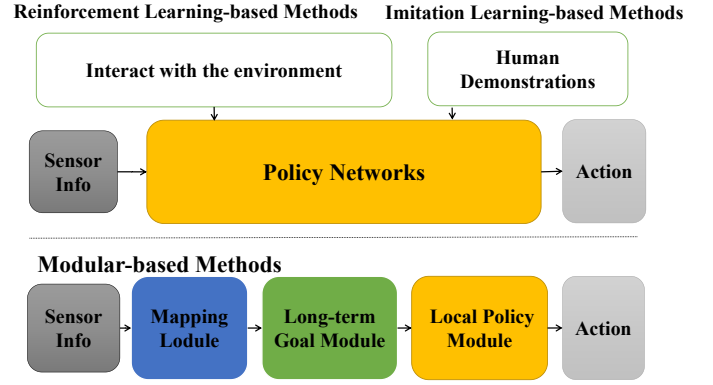 Reinforcement Learning-based Methods
Imitation Learning-based Methods
Interact with the environment
Human
Demonstrations
Sensor
Info
Policy Networks
Action
Modular-based Methods
Sensor
Info
Mapping
Lodule
Long-term
Goal Module
Local Policy
Module
Action